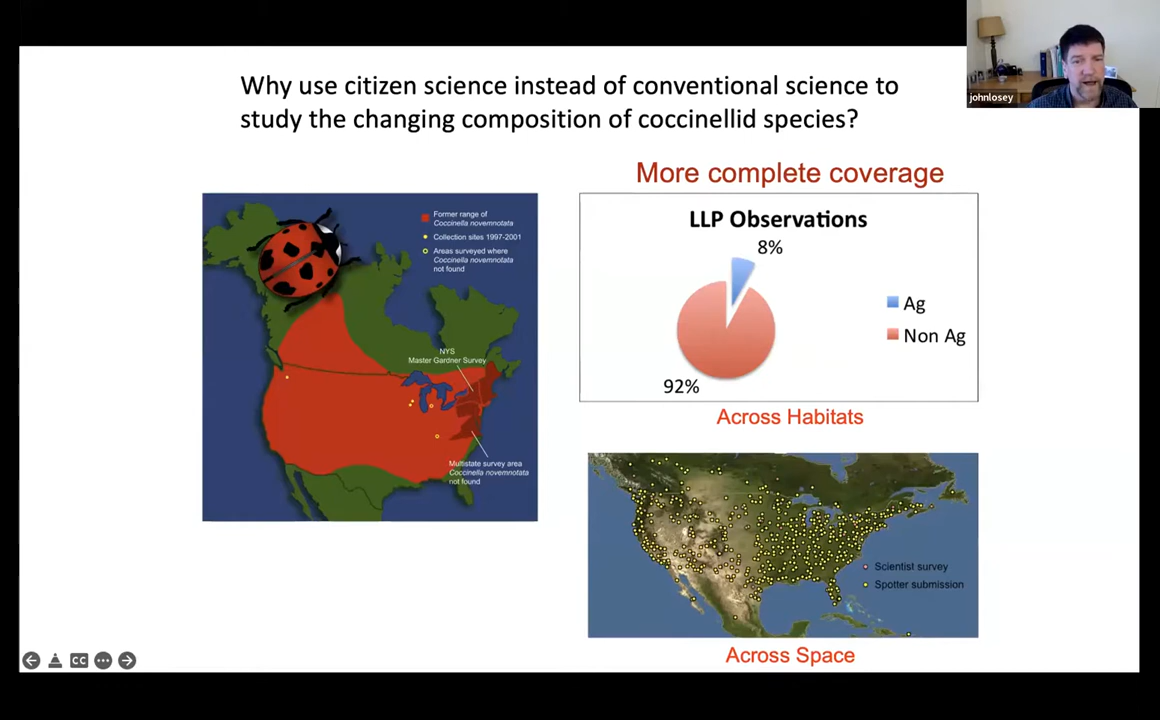 johnlosey
Why use citizen science instead of conventional science to
study the changing composition of coccinellid species?
Former range of
Coccinella novemnotata
Collection sites 1997-2001
Areas surveyed where
Coccinella novemnotata
not found
NYS
Master Gardner Survey
Multistate survey area
Coccinella novemnotata
not found
More complete coverage
LLP Observations
8%
Ag
Non Ag
92%
Across Habitats
Scientist survey
Spotter submission
Across Space
CC